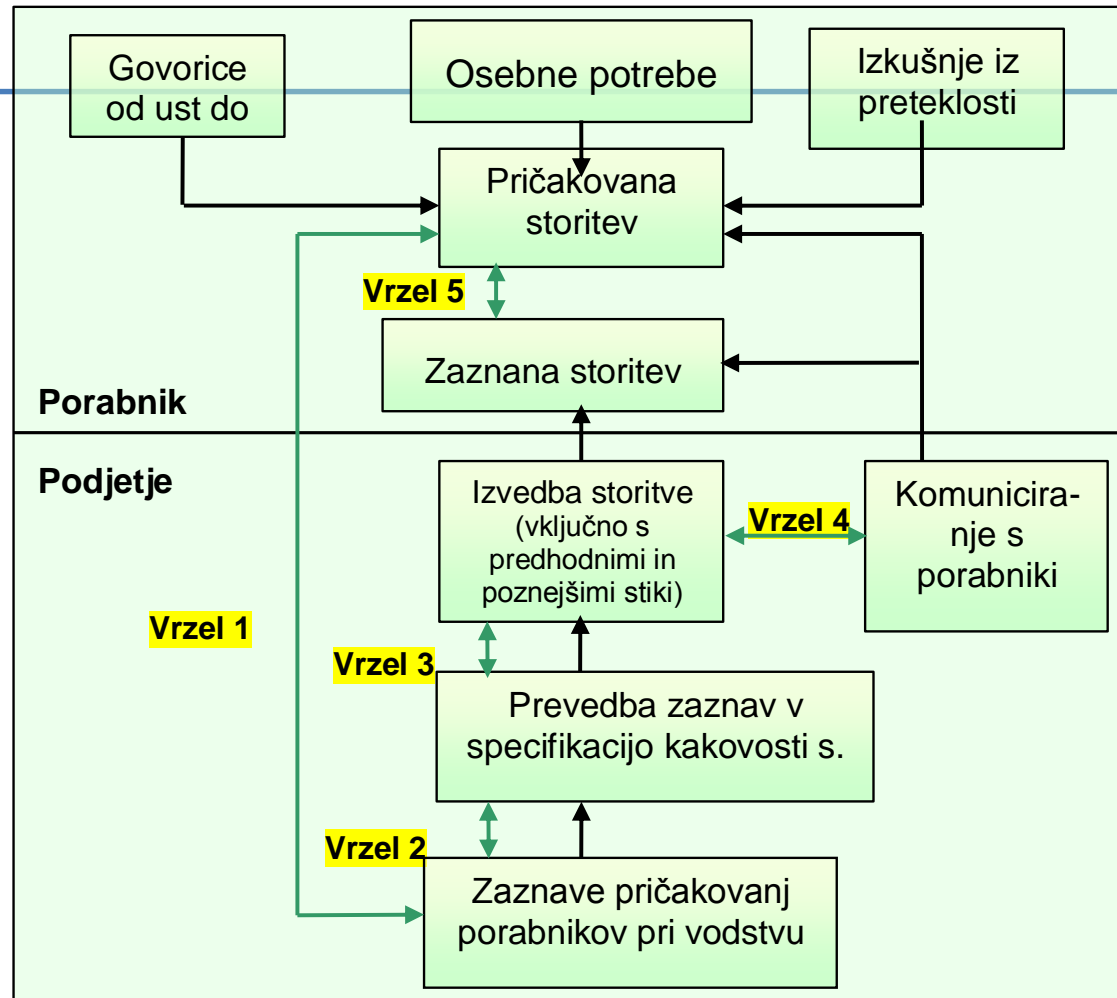 Govorice
od ust do
Osebne potrebe
Izkušnje iz
preteklosti
Pričakovana
storitev
Vrzel 5
Zaznana storitev
Porabnik
Podjetje
Izvedba storitve
(vključno s
predhodnimi in
poznejšimi stiki)
Vrzel 4
Komunicira-
nje s
porabniki
Vrzel 1
Vrzel 3
Prevedba zaznav v
specifikacijo kakovosti s.
Vrzel 2
Zaznave pričakovanj
porabnikov pri vodstvu